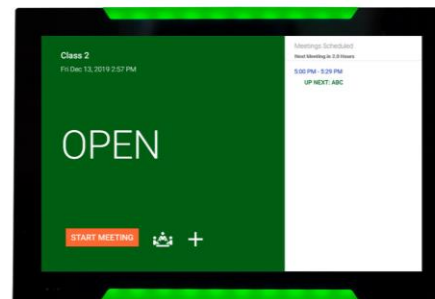 Class 2
Fri Dec 13, 2019 2:57 PM
OPEN
START MEETING
Meetings Scheduled
Next Meeting in 2.0 Hours
5:00 PM - 5:29 PM
UP NEXT: ABC